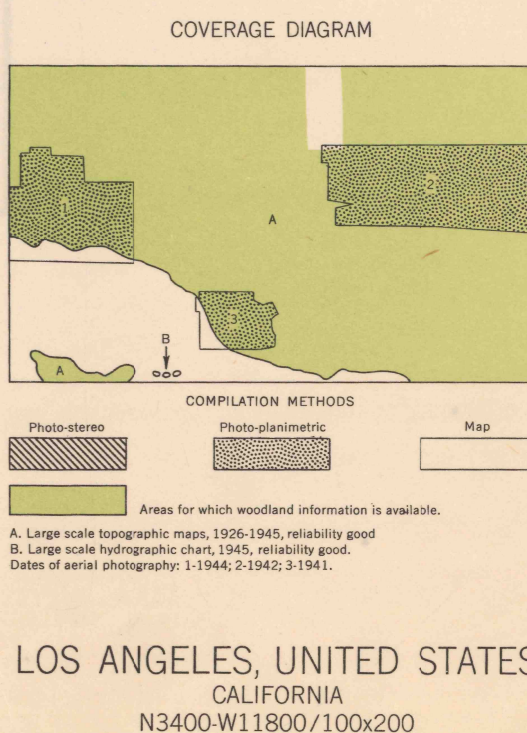 COVERAGE DIAGRAM
2
1
A
3
B
A
COMPILATION METHODS
Photo-stereo Photo-planimetric Map
Areas for which woodland information is available.
A. Large scale topographic maps, 1926-1945, reliability good
B. Large scale hydrographic chart, 1945, reliability good.
Dates of aerial photography: 1-1944; 2-1942; 3-1941.
LOS ANGELES, UNITED STATES
CALIFORNIA
N3400-W11800/100x200